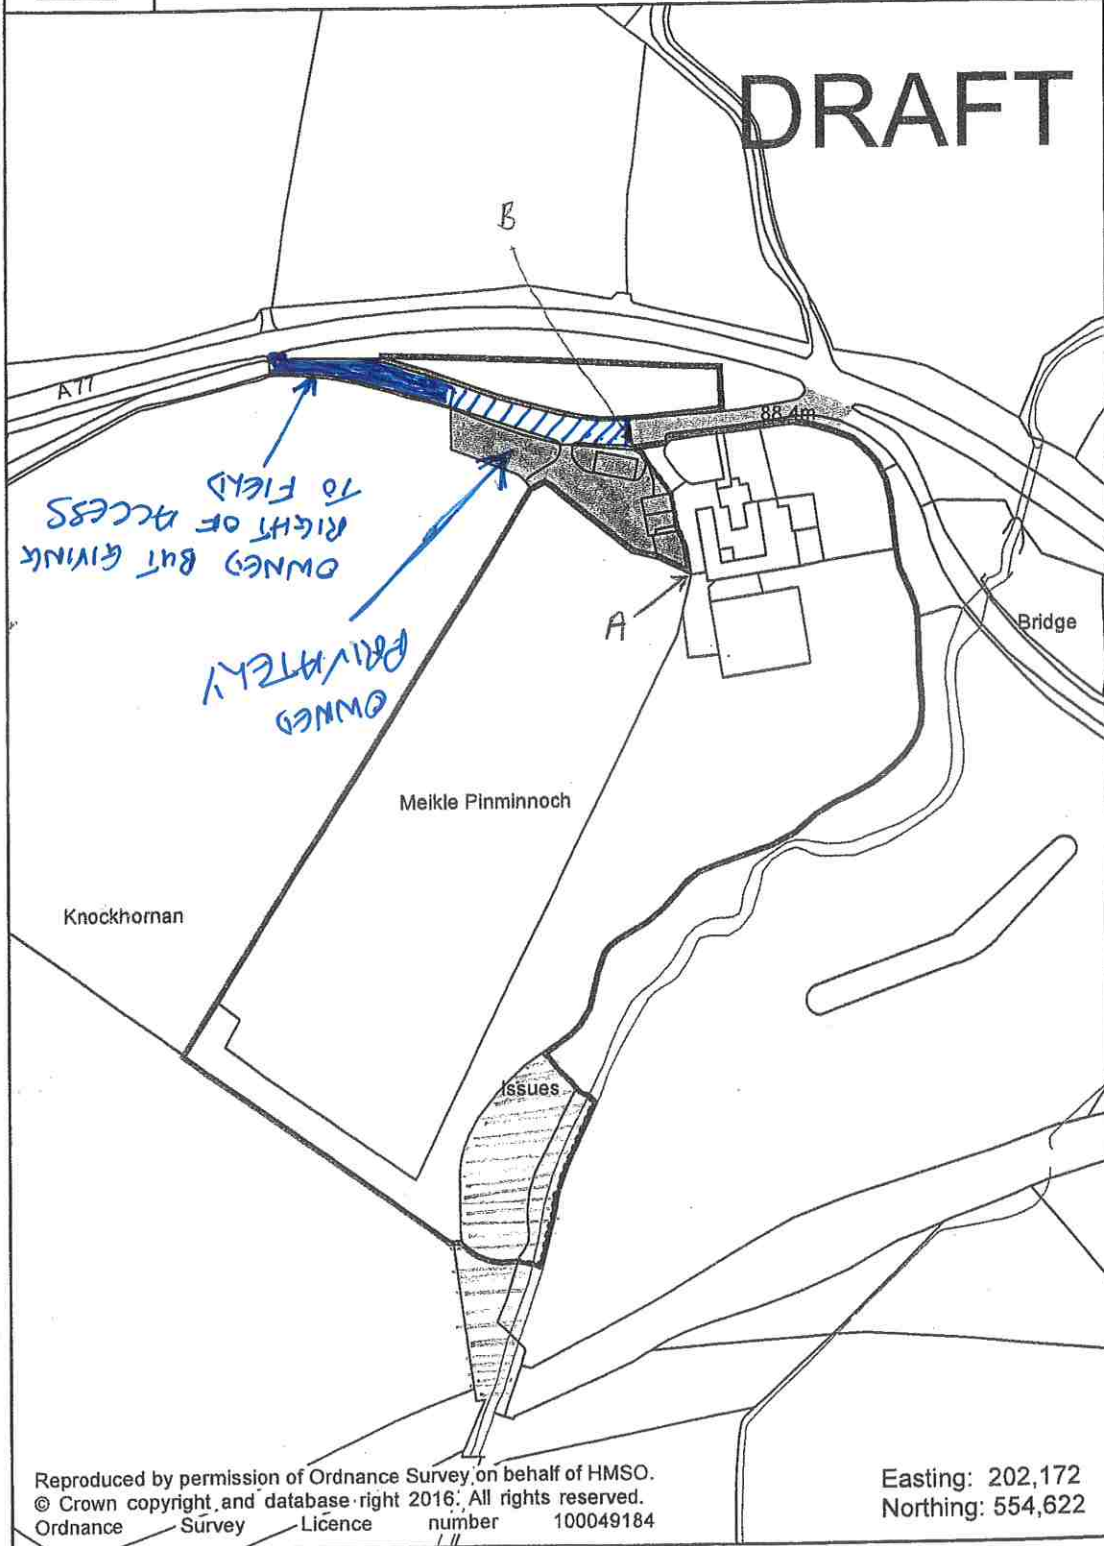 DRAFT
B
A77
88.4m
OWNED BUT GIVING
RIGHT OF ACCESS
TO FIELD
A
Bridge
OWNED
PRIVATELY
Meikle Pinminnoch
Knockhornan
Issues
Reproduced by permission of Ordnance Survey on behalf of HMSO.
© Crown copyright and database right 2016. All rights reserved.
Ordnance Survey Licence number 100049184
Easting: 202,172
Northing: 554,622